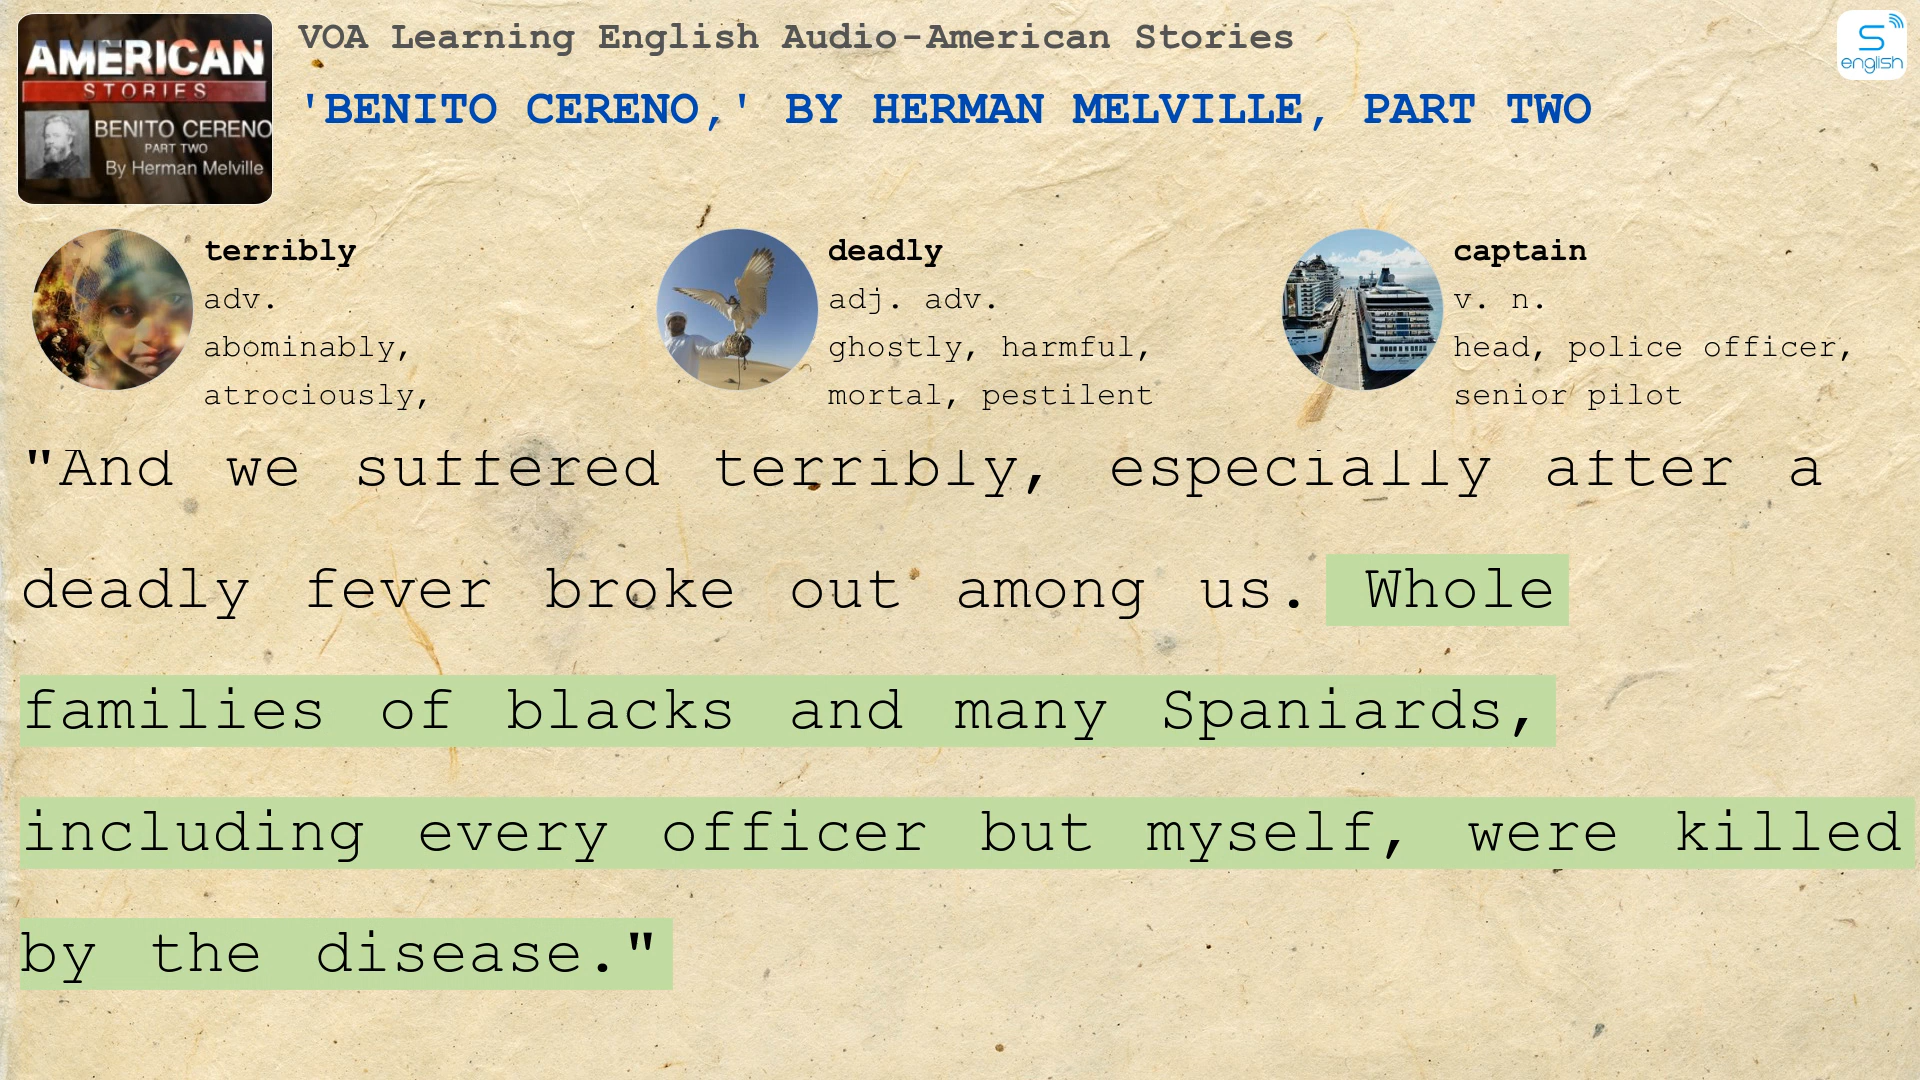 AMERICAN
STORIES
BENITO CERENO
PART TWO
By Herman Melville
VOA Learning English Audio-American Stories
'BENITO CERENO,' BY HERMAN MELVILLE, PART TWO
S
english
terribly
adv.
abominably,
atrociously,
deadly
adj. adv.
ghostly, harmful,
mortal, pestilent
captain
v. n.
head, police officer,
senior pilot
"And we suffered terribly, especially after a
deadly fever broke out among us. Whole
families of blacks and many Spaniards,
including every officer but myself, were killed
by the disease."